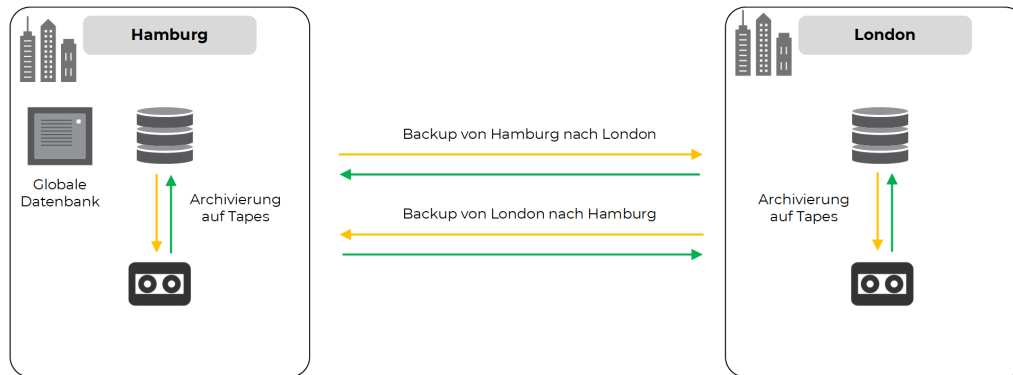 Hamburg
London
Backup von Hamburg nach London
Globale
Datenbank
Archivierung
auf Tapes
Backup von London nach Hamburg
Archivierung
auf Tapes